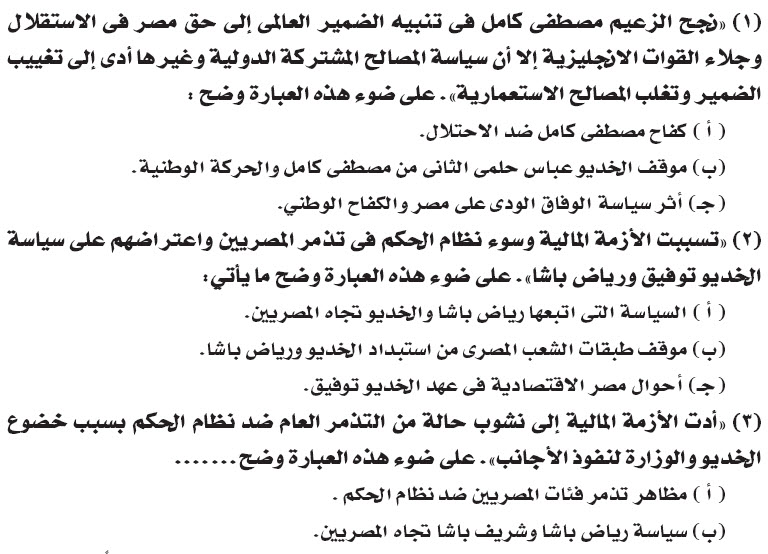 (١) «نجح الزعيم مصطفى كامل فى تنبيه الضمير العالمى إلى حق مصر فى الاستقلال
وجلاء القوات الانجليزية إلا أن سياسة المصالح المشتركة الدولية وغيرها أدى إلى تغييب
الضمير وتغلب المصالح الاستعمارية». على ضوء هذه العبارة وضح :
( أ ) كفاح مصطفى كامل ضد الاحتلال.
(ب) موقف الخديو عباس حلمى الثانى من مصطفى كامل والحركة الوطنية.
(جـ) أثر سياسة الوفاق الودى على مصر والكفاح الوطني.
(٢) «تسببت الأزمة المالية وسوء نظام الحكم فى تذمر المصريين واعتراضهم على سياسة
الخديو توفيق ورياض باشا». على ضوء هذه العبارة وضح ما يأتي:
( أ ) السياسة التى اتبعها رياض باشا والخديو تجاه المصريين.
(ب) موقف طبقات الشعب المصرى من استبداد الخديو ورياض باشا.
(جـ) أحوال مصر الاقتصادية فى عهد الخديو توفيق.
(٣) «أدت الأزمة المالية إلى نشوب حالة من التذمر العام ضد نظام الحكم بسبب خضوع
الخديو والوزارة لنفوذ الأجانب». على ضوء هذه العبارة وضح.......
( أ ) مظاهر تذمر فئات المصريين ضد نظام الحكم .
(ب) سياسة رياض باشا وشريف باشا تجاه المصريين.